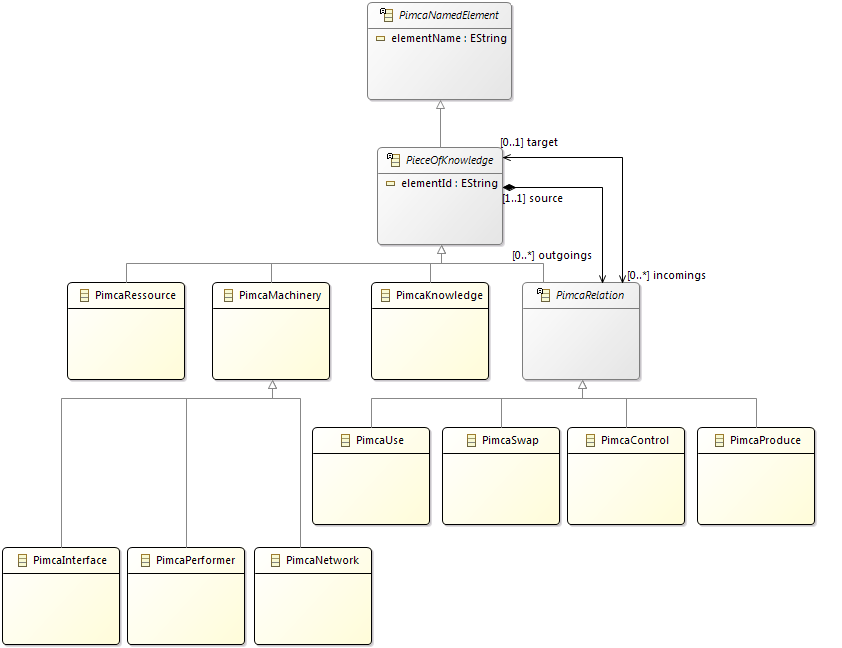 PimcaNamedElement
elementName : EString
[0..1] target
PieceOfKnowledge
elementId : EString
[1..1] source
[0..*] outgoings
[0..*] incomings
PimcaRessource
PimcaMachinery
PimcaKnowledge
PimcaRelation
PimcaUse
PimcaSwap
PimcaControl
PimcaProduce
PimcaInterface
PimcaPerformer
PimcaNetwork